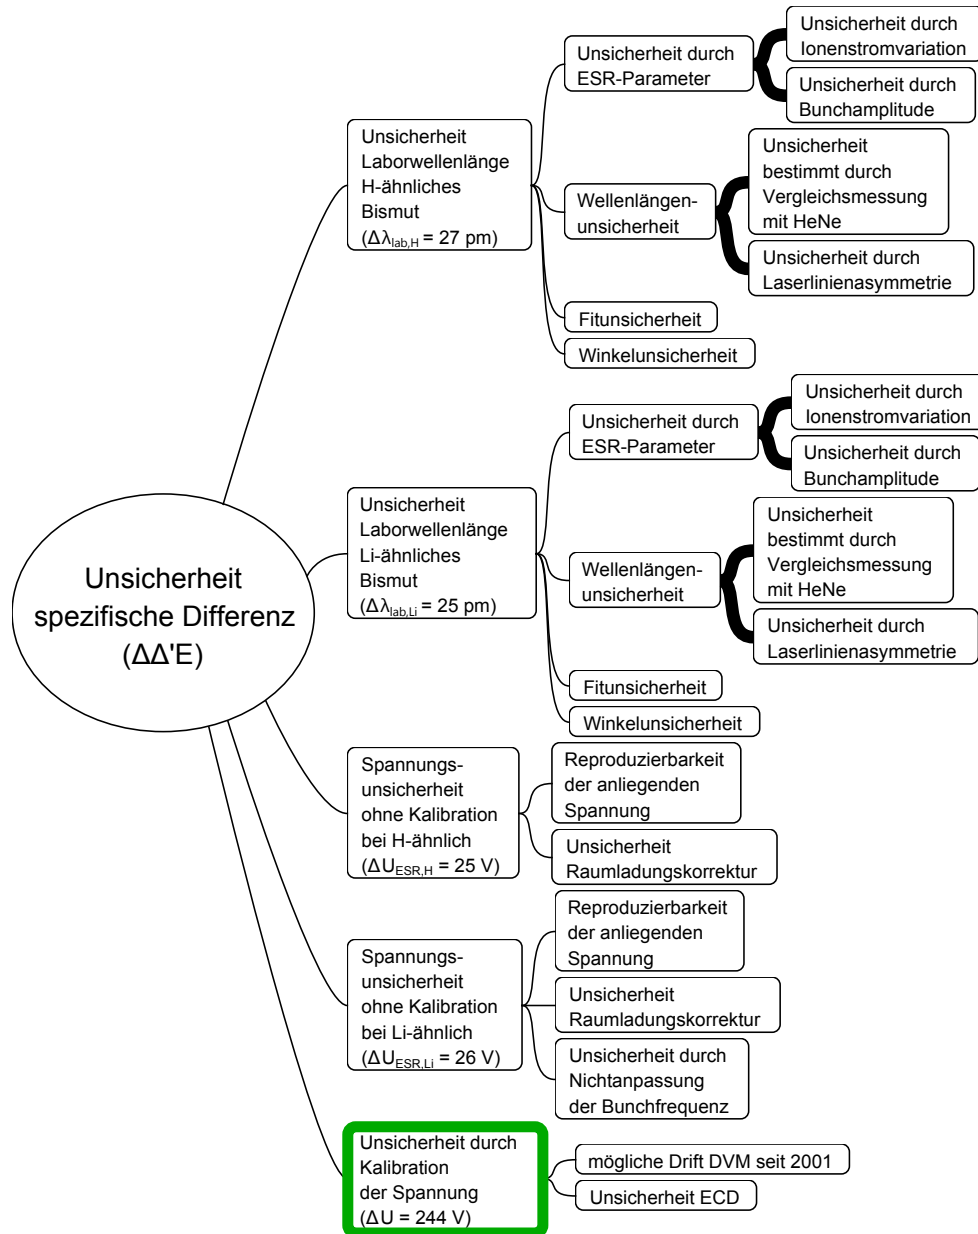 Unsicherheit
spezifische Differenz
(ΔΔ'E)
Unsicherheit
Laborwellenlänge
H-ähnliches
Bismut
(Δλlab,H = 27 pm)
Unsicherheit durch
ESR-Parameter
Unsicherheit durch
Ionenstromvariation
Unsicherheit durch
Bunchamplitude
Wellenlängen-
unsicherheit
Unsicherheit
bestimmt durch
Vergleichsmessung
mit HeNe
Unsicherheit durch
Laserlinienasymmetrie
Fitunsicherheit
Winkelunsicherheit
Unsicherheit
Laborwellenlänge
Li-ähnliches
Bismut
(Δλlab,Li = 25 pm)
Unsicherheit durch
ESR-Parameter
Unsicherheit durch
Ionenstromvariation
Unsicherheit durch
Bunchamplitude
Wellenlängen-
unsicherheit
Unsicherheit
bestimmt durch
Vergleichsmessung
mit HeNe
Unsicherheit durch
Laserlinienasymmetrie
Fitunsicherheit
Winkelunsicherheit
Spannungs-
unsicherheit
ohne Kalibration
bei H-ähnlich
(ΔUESR,H = 25 V)
Reproduzierbarkeit
der anliegenden
Spannung
Unsicherheit
Raumladungskorrektur
Spannungs-
unsicherheit
ohne Kalibration
bei Li-ähnlich
(ΔUESR,Li = 26 V)
Reproduzierbarkeit
der anliegenden
Spannung
Unsicherheit
Raumladungskorrektur
Unsicherheit durch
Nichtanpassung
der Bunchfrequenz
Unsicherheit durch
Kalibration
der Spannung
(ΔU = 244 V)
mögliche Drift DVM seit 2001
Unsicherheit ECD